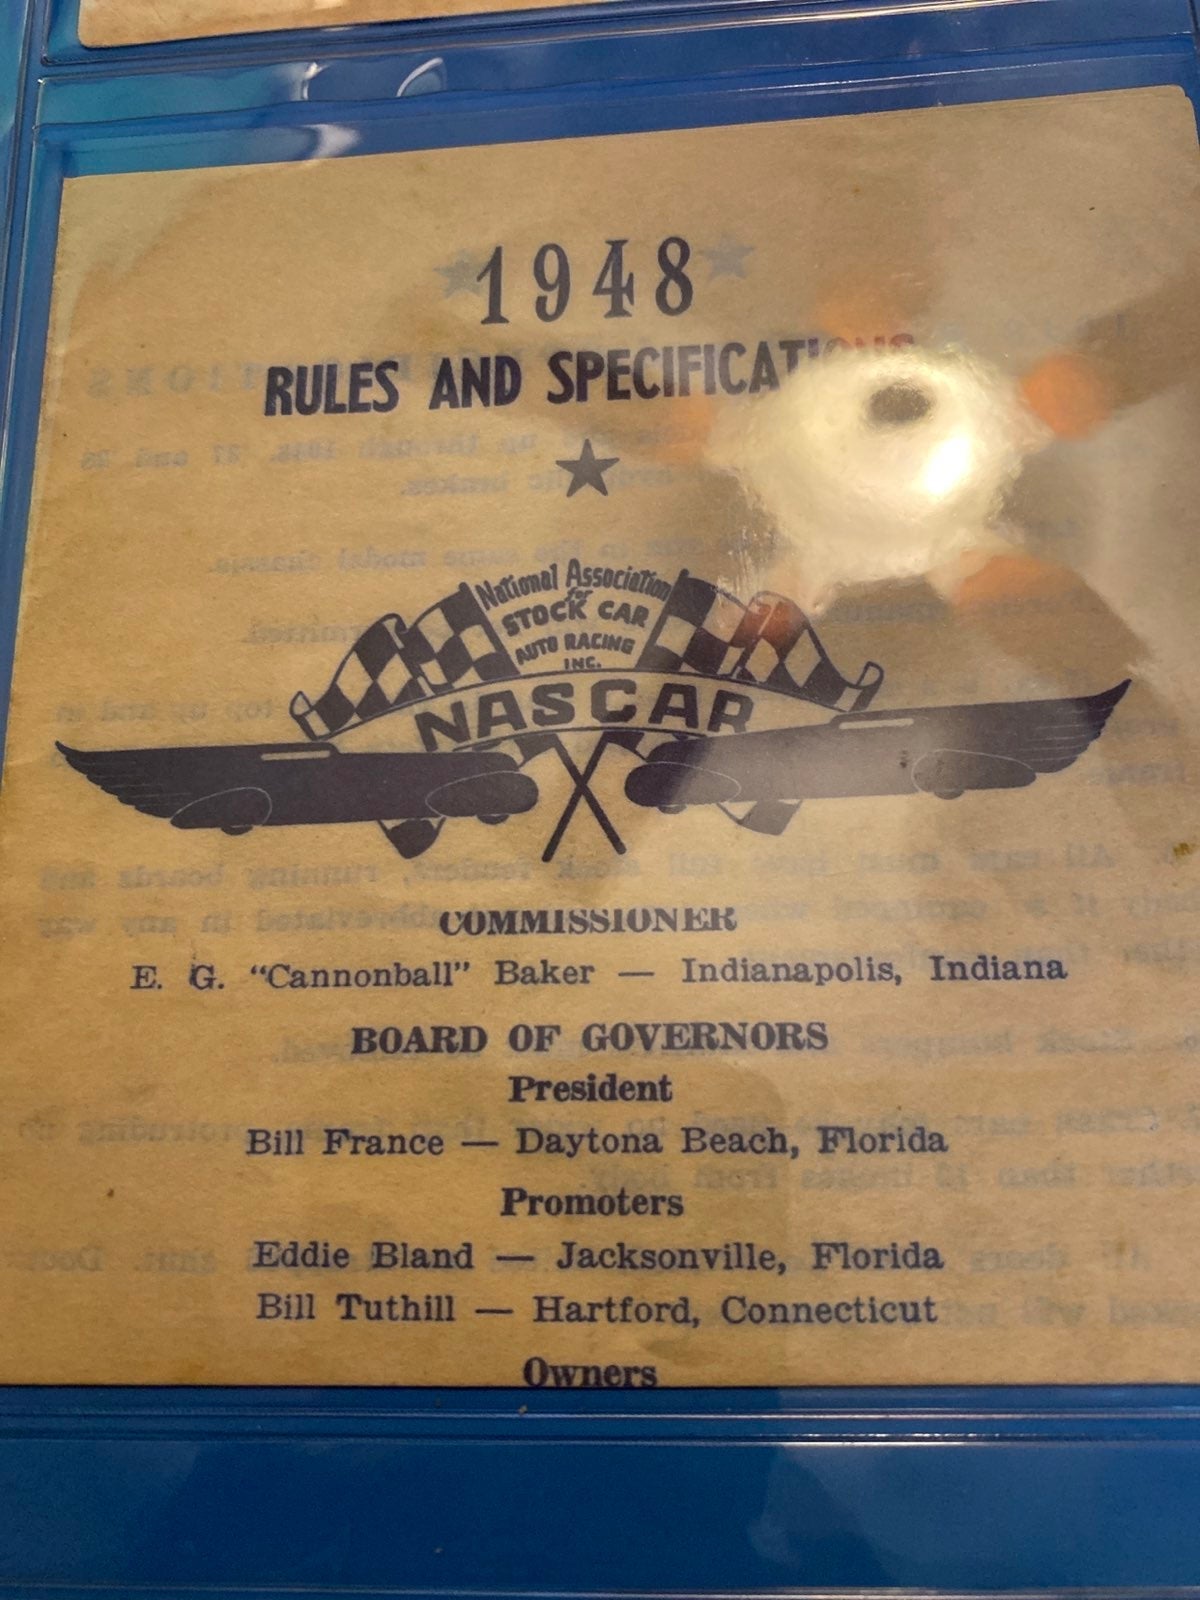 1948
RULES AND SPECIFICATIONS
National Association
for
STOCK CAR
AUTO RACING
INC.
NASCAR
COMMISSIONER
E. G. “Cannonball” Baker — Indianapolis, Indiana
BOARD OF GOVERNORS
President
Bill France — Daytona Beach, Florida
Promoters
Eddie Bland — Jacksonville, Florida
Bill Tuthill — Hartford, Connecticut
Owners